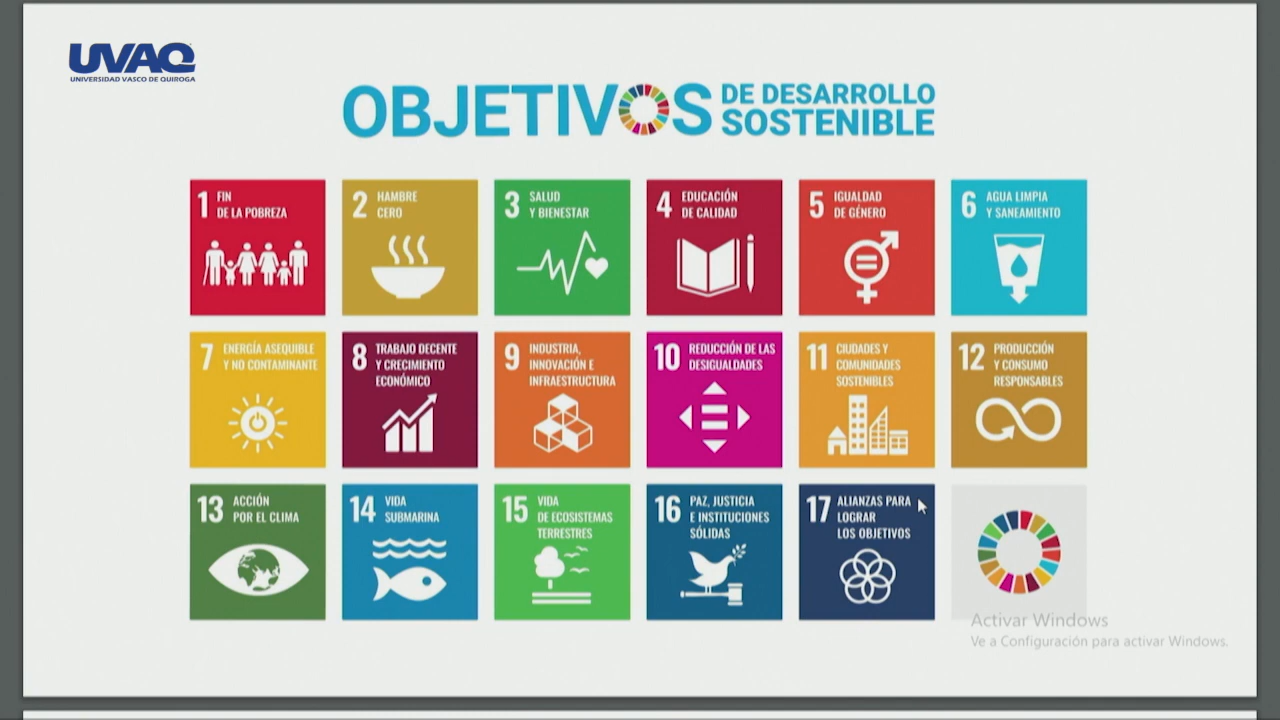 UVAQ
UNIVERSIDAD VASCO DE QUIROGA
OBJETIVOS DE DESARROLLO SOSTENIBLE
1 FIN
DE LA POBREZA
2 HAMBRE
CERO
3 SALUD
Y BIENESTAR
4 EDUCACIÓN
DE CALIDAD
5 IGUALDAD
DE GÉNERO
6 AGUA LIMPIA
Y SANEAMIENTO
7 ENERGÍA ASEQUIBLE
Y NO CONTAMINANTE
8 TRABAJO DECENTE
Y CRECIMIENTO
ECONÓMICO
9 INDUSTRIA,
INNOVACIÓN E
INFRAESTRUCTURA
10 REDUCCIÓN DE LAS
DESIGUALDADES
11 CIUDADES Y
COMUNIDADES
SOSTENIBLES
12 PRODUCCIÓN
Y CONSUMO
RESPONSABLES
13 ACCIÓN
POR EL CLIMA
14 VIDA
SUBMARINA
15 VIDA
DE ECOSISTEMAS
TERRESTRES
16 PAZ, JUSTICIA
E INSTITUCIONES
SÓLIDAS
17 ALIANZAS PARA
LOGRAR
LOS OBJETIVOS
Activar Windows
Ve a Configuración para activar Windows.